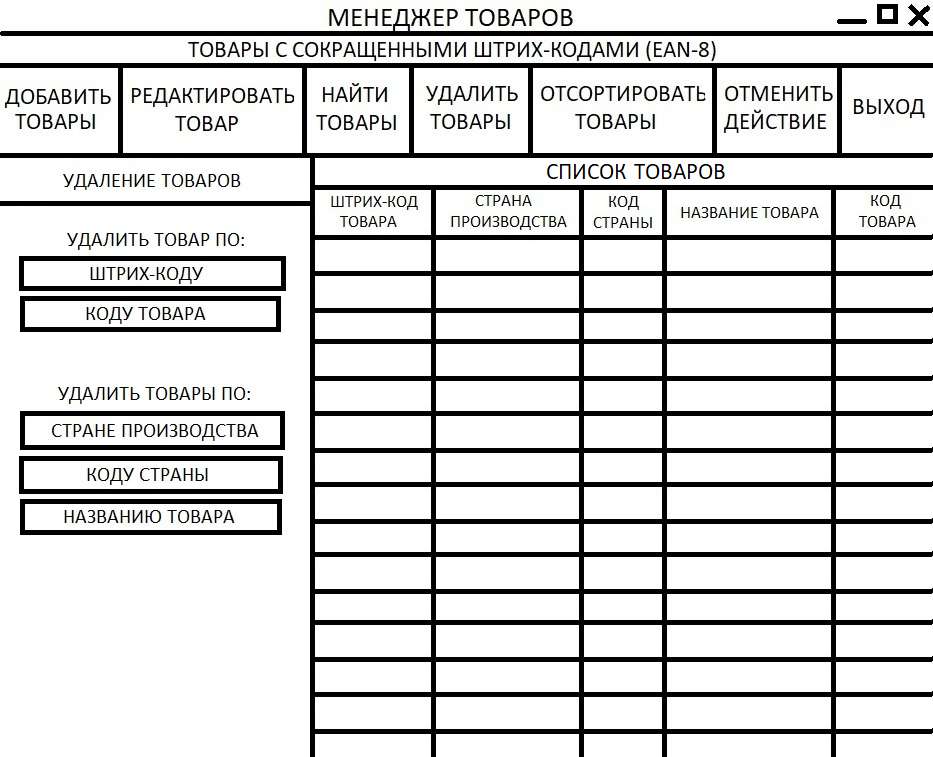 МЕНЕДЖЕР ТОВАРОВ
ТОВАРЫ С СОКРАЩЕННЫМИ ШТРИХ-КОДАМИ (EAN-8)
ДОБАВИТЬ
ТОВАРЫ
РЕДАКТИРОВАТЬ
ТОВАР
НАЙТИ
ТОВАРЫ
УДАЛИТЬ
ТОВАРЫ
ОТСОРТИРОВАТЬ
ТОВАРЫ
ОТМЕНИТЬ
ДЕЙСТВИЕ
ВЫХОД
УДАЛЕНИЕ ТОВАРОВ
УДАЛИТЬ ТОВАР ПО:
ШТРИХ-КОДУ
КОДУ ТОВАРА
УДАЛИТЬ ТОВАРЫ ПО:
СТРАНЕ ПРОИЗВОДСТВА
КОДУ СТРАНЫ
НАЗВАНИЮ ТОВАРА
СПИСОК ТОВАРОВ
ШТРИХ-КОД
ТОВАРА
СТРАНА
ПРОИЗВОДСТВА
КОД
СТРАНЫ
НАЗВАНИЕ ТОВАРА
КОД
ТОВАРА